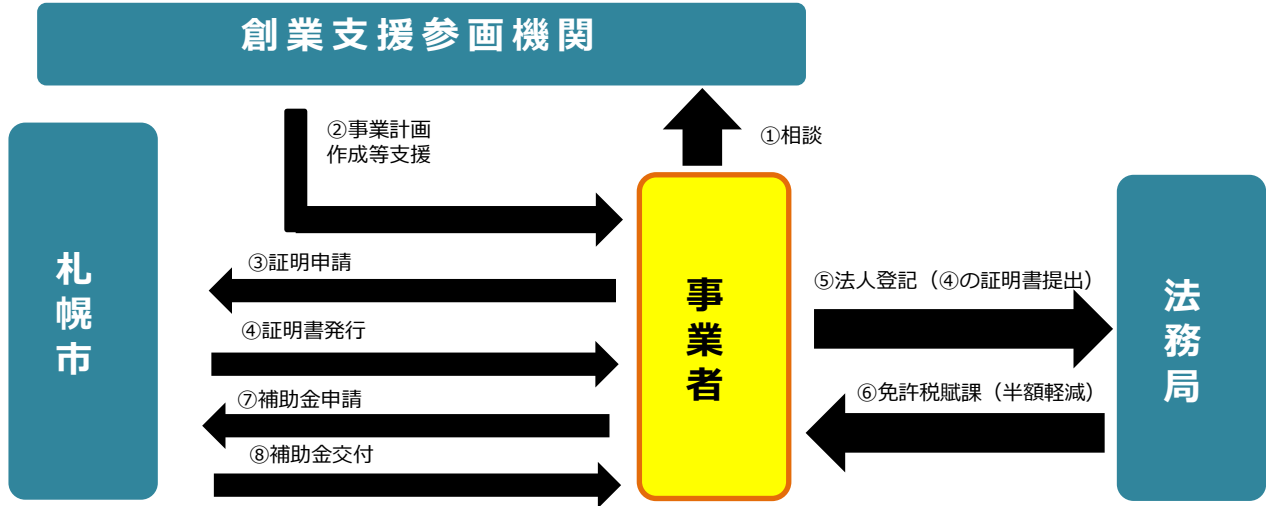 創業支援参画機関
②事業計画
作成等支援
①相談
札幌市
③証明申請
④証明書発行
⑦補助金申請
⑧補助金交付
事業者
⑤法人登記（④の証明書提出）
⑥免許税賦課（半額軽減）
法務局